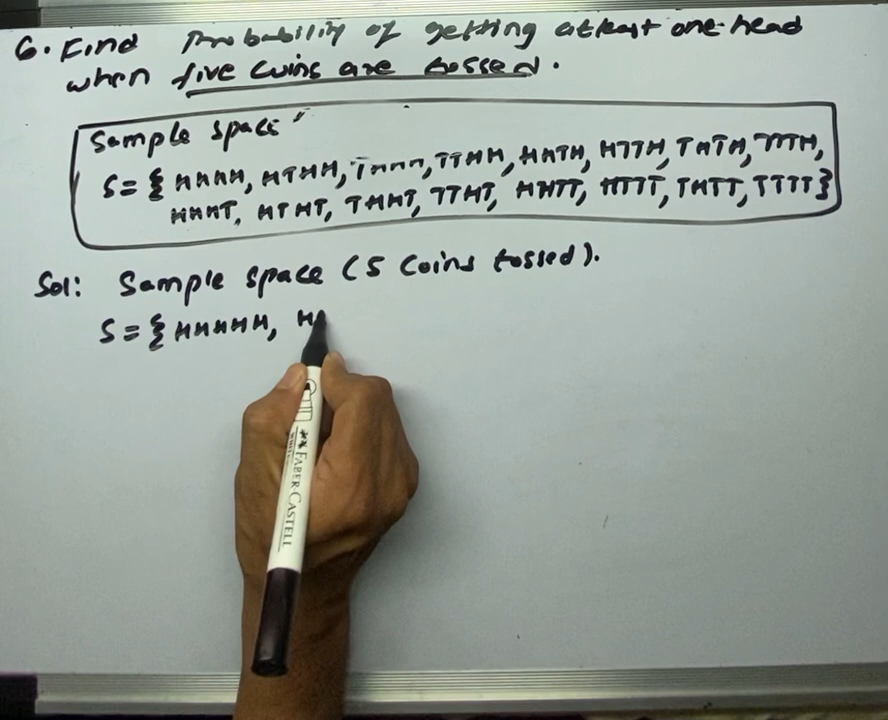 6. Find Probability of getting atleast one head
when five coins are tossed.
Sample space
S = { HHHH, HTHH, THHH, TTHH, HHTH, HTTH, THTH, TTTH,
HHHT, HTHT, THHT, TTHT, HHTT, HTTT, THTT, TTTT }
Sol: Sample space (5 Coins tossed).
S = { HHHHH, H
FABER-CASTELL